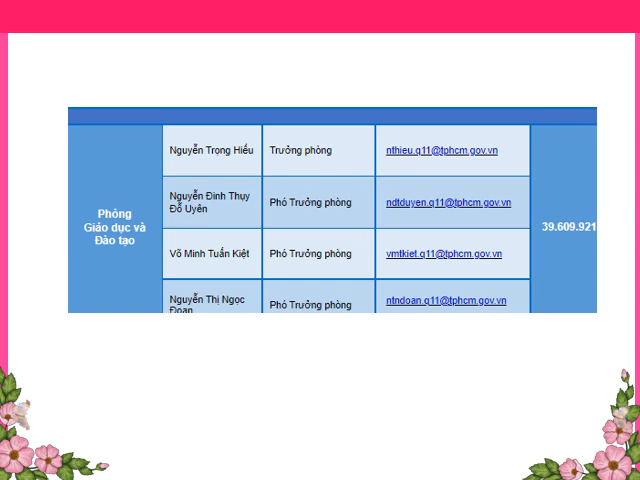 Nguyễn Trọng Hiếu Trưởng phòng nthieu.q11@tphcm.gov.vn
Nguyễn Đinh Thụy
Đỗ Uyên
Phó Trưởng phòng ndtduyen.q11@tphcm.gov.vn
Phòng
Giáo dục và
Đào tạo
39.609.921
Võ Minh Tuấn Kiệt Phó Trưởng phòng vmtkiet.q11@tphcm.gov.vn
Nguyễn Thị Ngọc
Đoan
Phó Trưởng phòng ntndoan.q11@tphcm.gov.vn